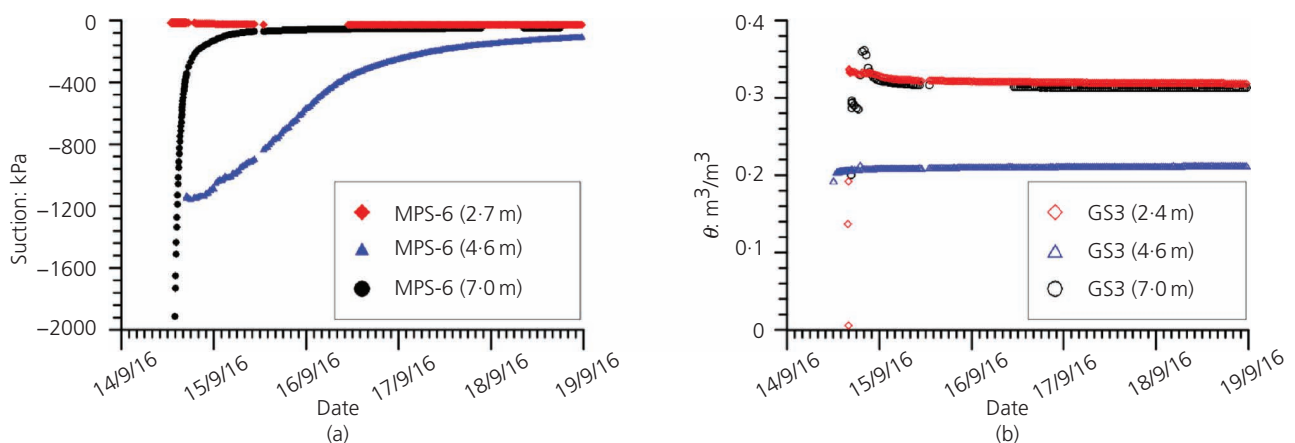 Suction: kPa
0
−400
−800
−1200
−1600
−2000
MPS-6 (2·7 m)
MPS-6 (4·6 m)
MPS-6 (7·0 m)
14/9/16
15/9/16
16/9/16
17/9/16
18/9/16
19/9/16
Date
(a)
θ: m³/m³
0·4
0·3
0·2
0·1
0
GS3 (2·4 m)
GS3 (4·6 m)
GS3 (7·0 m)
14/9/16
15/9/16
16/9/16
17/9/16
18/9/16
19/9/16
Date
(b)